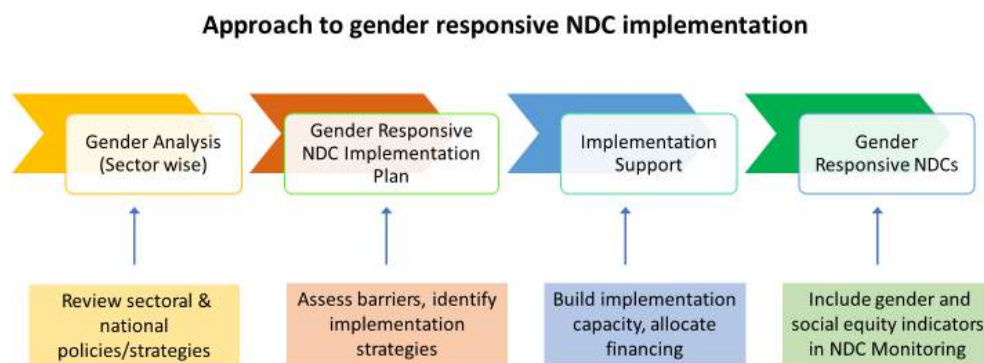 Approach to gender responsive NDC implementation
Gender Analysis
(Sector wise)
Gender Responsive
NDC Implementation
Plan
Implementation
Support
Gender
Responsive NDCs
Review sectoral &
national
policies/strategies
Assess barriers, identify
implementation
strategies
Build implementation
capacity, allocate
financing
Include gender and
social equity indicators
in NDC Monitoring